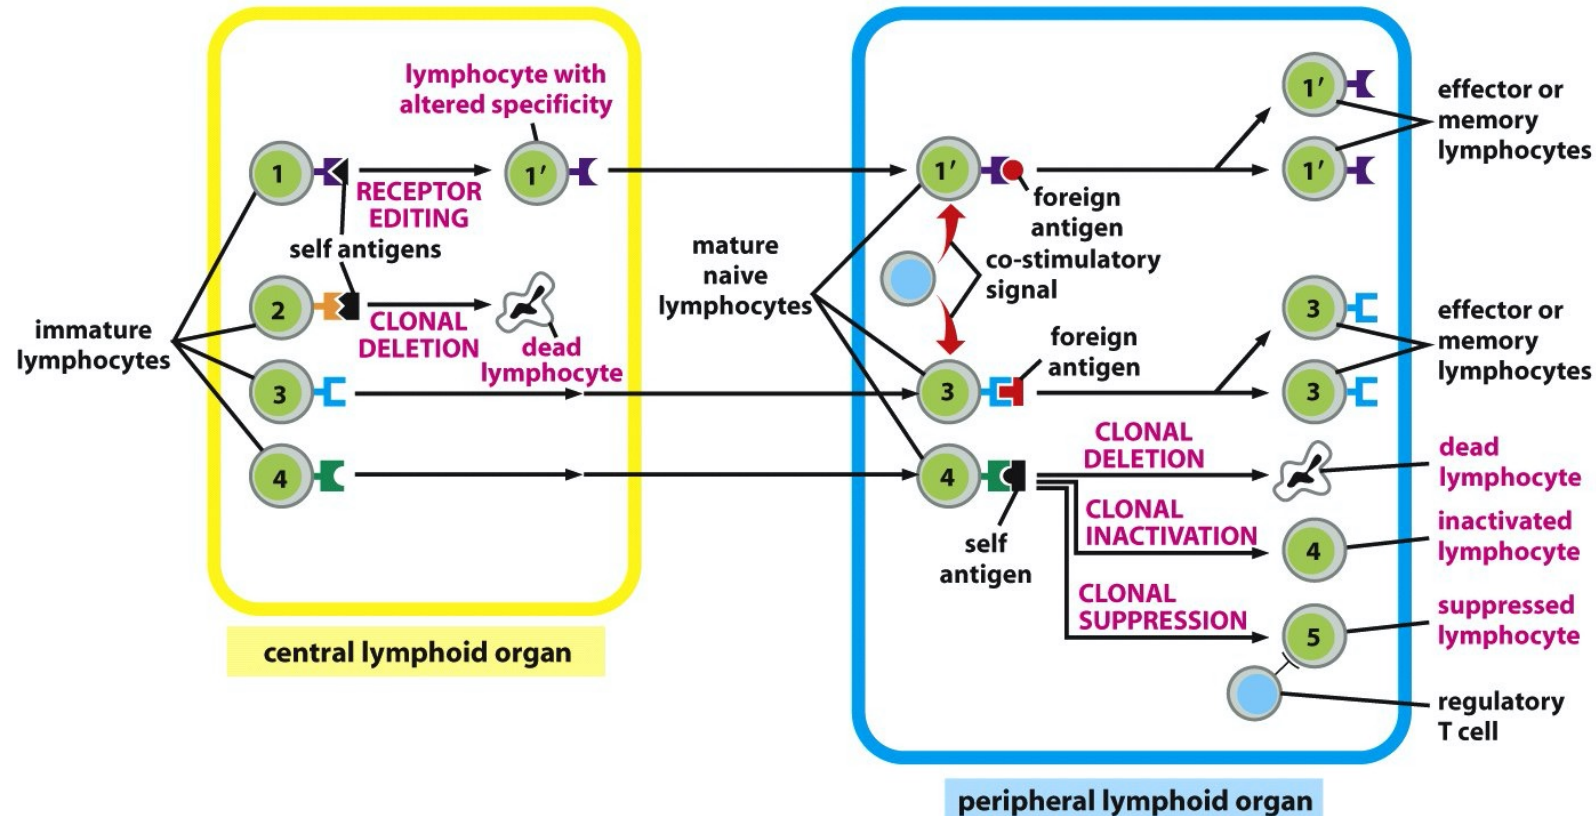 lymphocyte with
altered specificity
1
1′
RECEPTOR
EDITING
self antigens
2
CLONAL
DELETION
dead
lymphocyte
immature
lymphocytes
3
4
central lymphoid organ
mature
naive
lymphocytes
1′
foreign
antigen
co-stimulatory
signal
1′
1′
effector or
memory
lymphocytes
3
foreign
antigen
3
3
effector or
memory
lymphocytes
4
self
antigen
CLONAL
DELETION
dead
lymphocyte
CLONAL
INACTIVATION
4
inactivated
lymphocyte
CLONAL
SUPPRESSION
5
suppressed
lymphocyte
regulatory
T cell
peripheral lymphoid organ